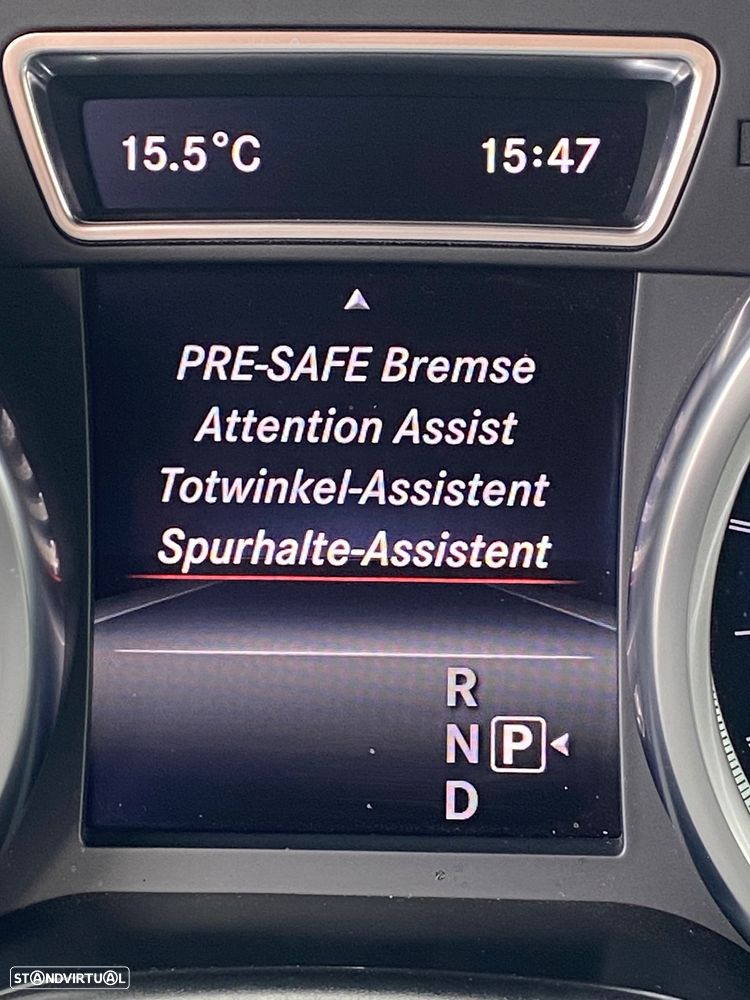 15.5°C 15:47
PRE-SAFE Bremse
Attention Assist
Totwinkel-Assistent
Spurhalte-Assistent
R
N P
D
STANDVIRTUAL